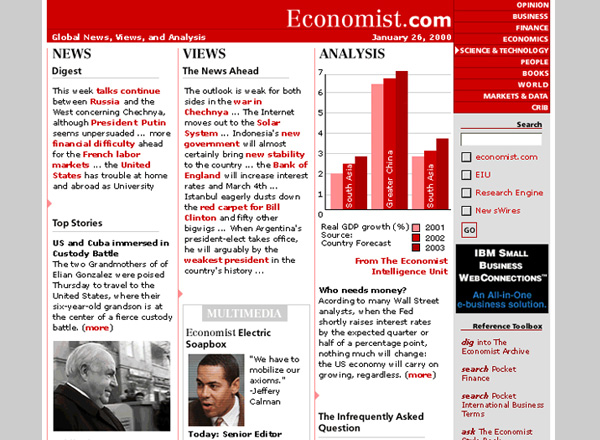 Economist.com
Global News, Views, and Analysis
January 26, 2000
OPINION
BUSINESS
FINANCE
ECONOMICS
SCIENCE & TECHNOLOGY
PEOPLE
BOOKS
WORLD
MARKETS & DATA
CRIB
NEWS
Digest
This week talks continue
between Russia and the
West concerning Chechnya,
although President Putin
seems unpersuaded ... more
financial difficulty ahead
for the French labor
markets ... the United
States has trouble at home
and abroad as University
Top Stories
US and Cuba immersed in
Custody Battle
The two Grandmothers of of
Elian Gonzalez were poised
Thursday to travel to the
United States, where their
six-year-old grandson is at
the center of a fierce custody
battle. (more)
VIEWS
The News Ahead
The outlook is weak for both
sides in the war in
Chechnya ... The Internet
moves out to the Solar
System ... Indonesia's new
government will almost
certainly bring new stability
to the country ... the Bank of
England will increase interest
rates and March 4th ...
Istanbul eagerly dusts down
the red carpet for Bill
Clinton and fifty other
bigwigs ... When Argentina's
president-elect takes office,
he will arguably be the
weakest president in the
country's history ...
MULTIMEDIA
Economist Electric
Soapbox
"We have to
mobilize our
axioms."
-Jeffery
Calman
Today: Senior Editor
ANALYSIS
7
6
5
4
3
2
1
0
South Asia
Greater China
South Asia
Real GDP growth (%)
Source:
Country Forecast
2001
2002
2003
From The Economist
Intelligence Unit
Who needs money?
Acording to many Wall Street
analysts, when the Fed
shortly raises interest rates
by the expected quarter or
half of a percentage point,
nothing much will change:
the US economy will carry on
growing, regardless. (more)
The Infrequently Asked
Question
Search
economist.com
EIU
Research Engine
NewsWires
GO
IBM SMALL
BUSINESS
WEBCONNECTIONS™
An All-in-One
e-business solution.
Reference Toolbox
dig into The
Economist Archive
search Pocket
Finance
search Pocket
International Business
Terms
ask The Economist